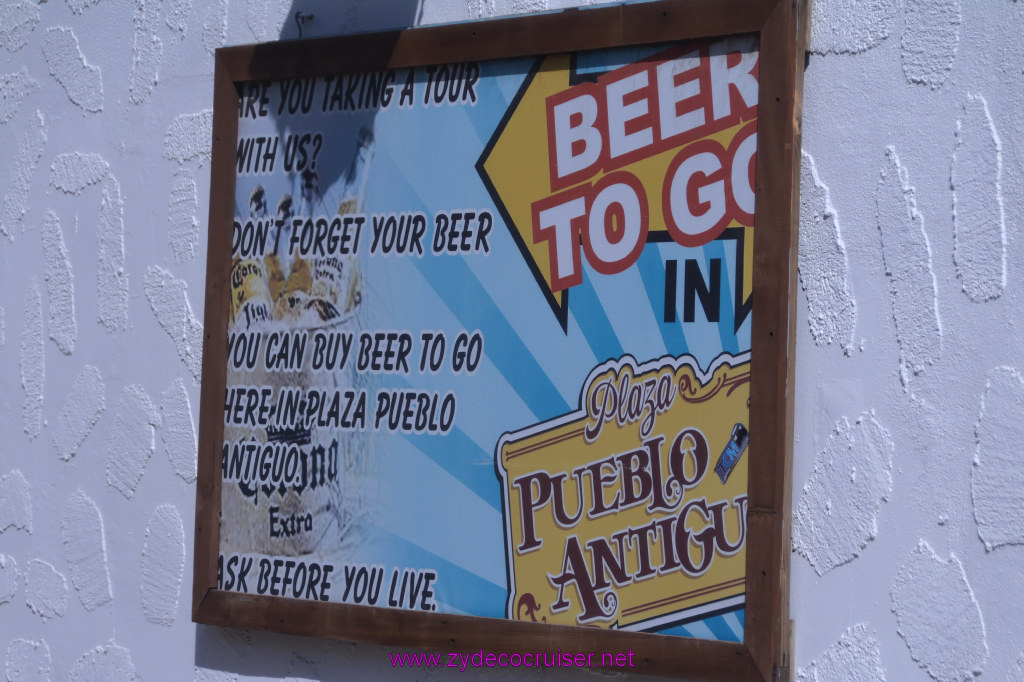 ARE YOU TAKING A TOUR
WITH US?
DON'T FORGET YOUR BEER
YOU CAN BUY BEER TO GO
HERE IN PLAZA PUEBLO
ANTIGUO.
Extra
ASK BEFORE YOU LIVE.
BEER
TO GO
IN
Plaza
PUEBLO
ANTIGU
www.zydecocruiser.net